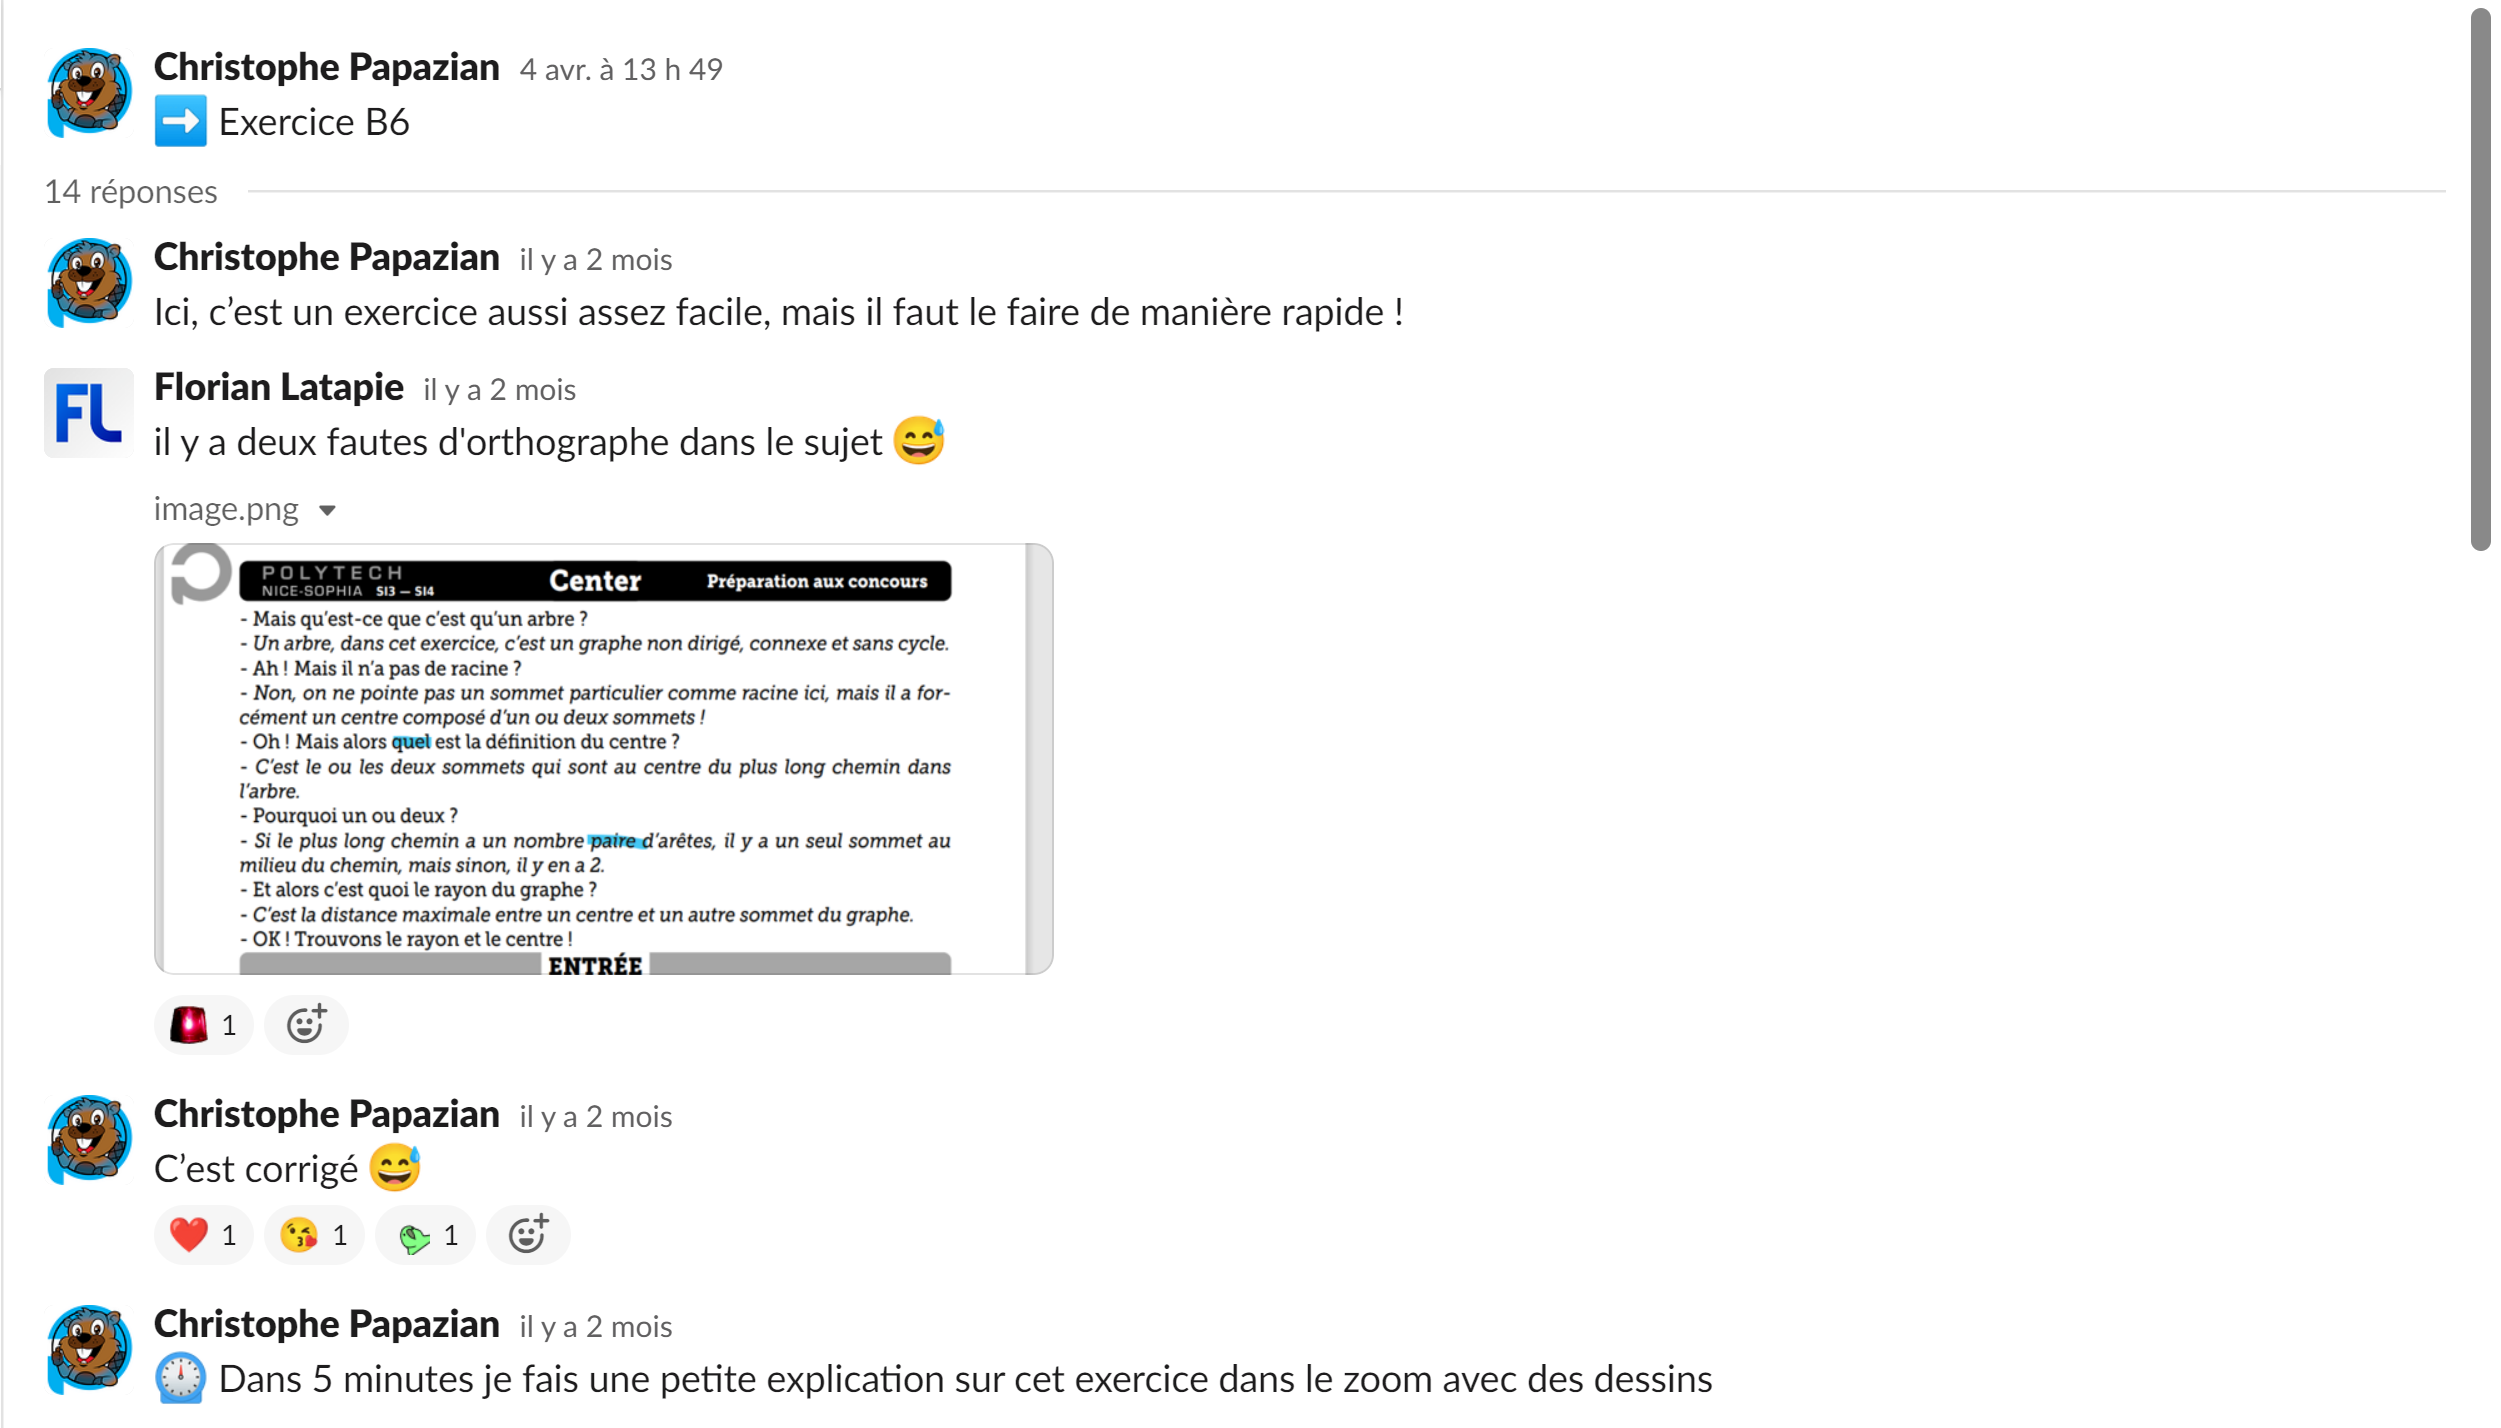 Christophe Papazian 4 avr. à 13 h 49
➡️ Exercice B6
14 réponses
Christophe Papazian il y a 2 mois
Ici, c’est un exercice aussi assez facile, mais il faut le faire de manière rapide !
FL
Florian Latapie il y a 2 mois
il y a deux fautes d'orthographe dans le sujet 😅
image.png
POLYTECH
NICE-SOPHIA SI3 – SI4
Center
Préparation aux concours
- Mais qu’est-ce que c’est qu’un arbre ?
- Un arbre, dans cet exercice, c’est un graphe non dirigé, connexe et sans cycle.
- Ah ! Mais il n’a pas de racine ?
- Non, on ne pointe pas un sommet particulier comme racine ici, mais il a for-
cément un centre composé d’un ou deux sommets !
- Oh ! Mais alors quel est la définition du centre ?
- C’est le ou les deux sommets qui sont au centre du plus long chemin dans
l’arbre.
- Pourquoi un ou deux ?
- Si le plus long chemin a un nombre paire d’arêtes, il y a un seul sommet au
milieu du chemin, mais sinon, il y en a 2.
- Et alors c’est quoi le rayon du graphe ?
- C’est la distance maximale entre un centre et un autre sommet du graphe.
- OK ! Trouvons le rayon et le centre !
ENTRÉE
1
Christophe Papazian il y a 2 mois
C’est corrigé 😅
1 1 1
Christophe Papazian il y a 2 mois
Dans 5 minutes je fais une petite explication sur cet exercice dans le zoom avec des dessins